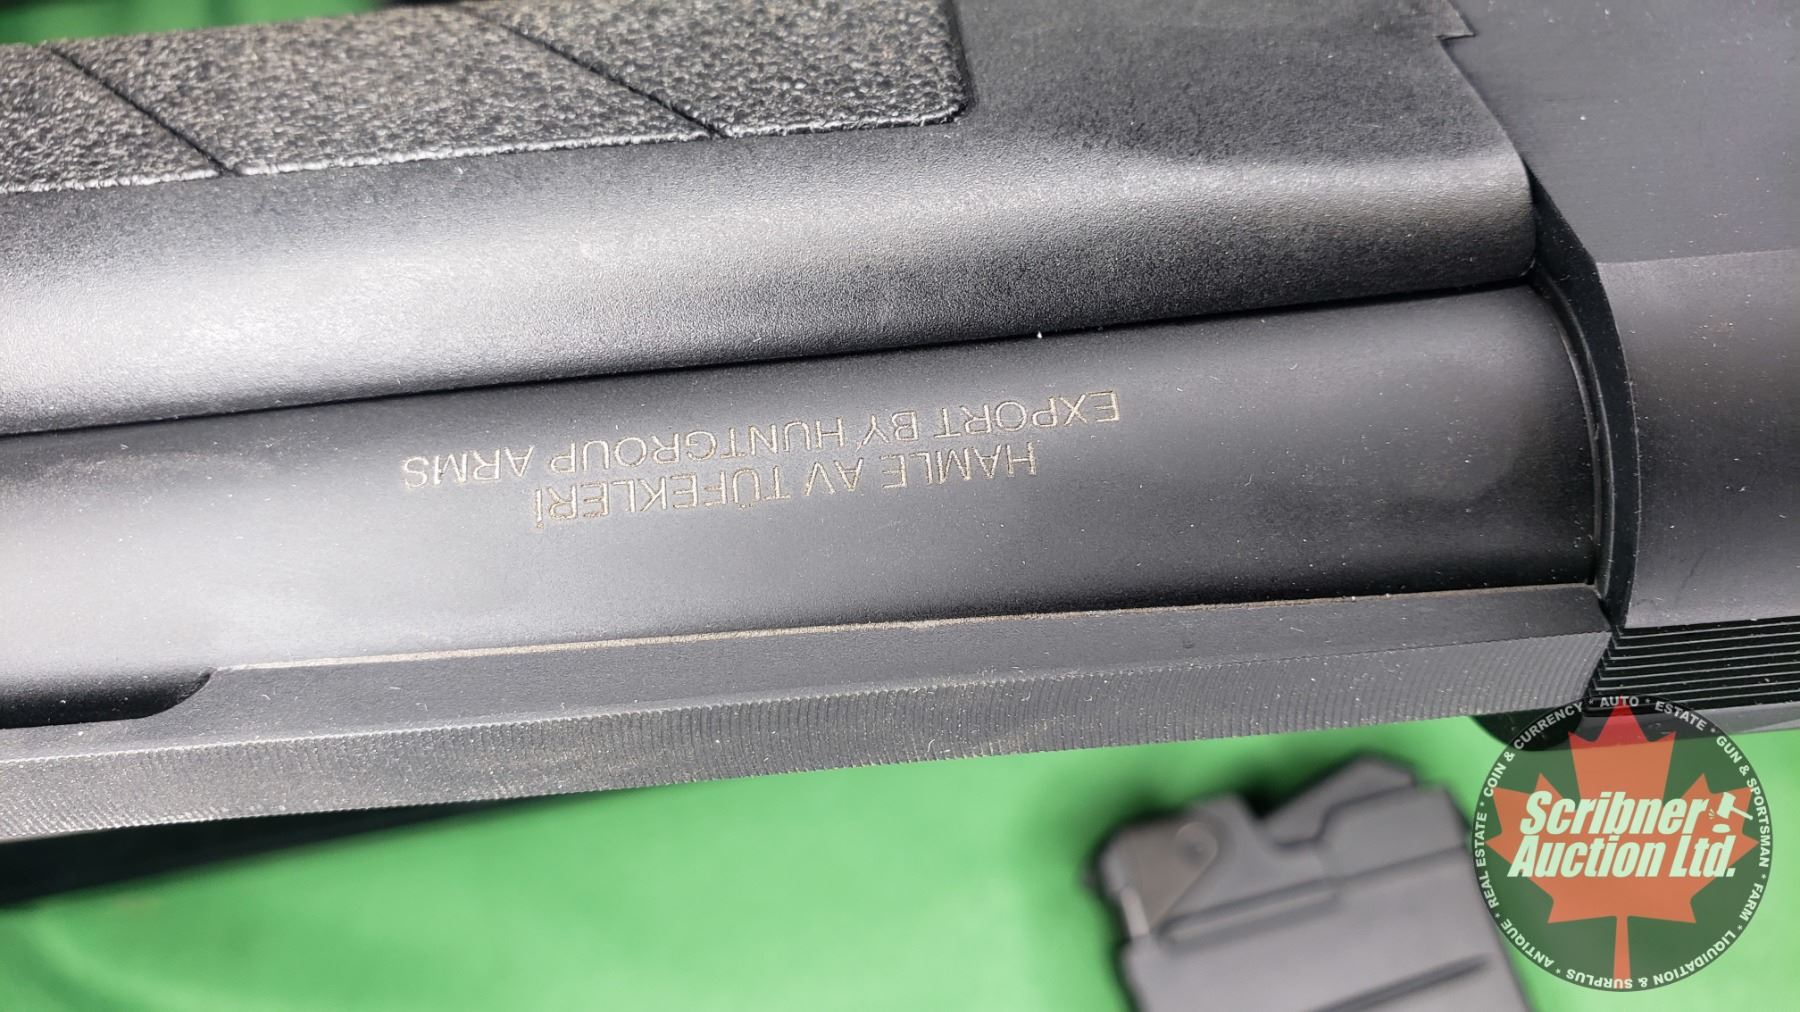 HAMLE AV TÜFEKLERİ
EXPORT BY HUNTGROUP ARMS
Scribner
Auction Ltd.
* COIN & CURRENCY * AUTO * ESTATE * GUN & SPORTSMAN * FARM * LIQUIDATION & SURPLUS * ANTIQUE * REAL ESTATE